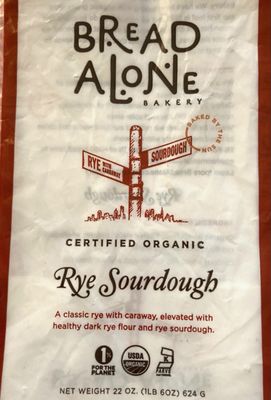 BREAD
ALONE
BAKERY
BAKED BY THE SUN
RYE WITH CARAWAY
SOURDOUGH
CERTIFIED ORGANIC
Rye Sourdough
A classic rye with caraway, elevated with
healthy dark rye flour and rye sourdough.
1%
FOR THE
PLANET
USDA
ORGANIC
K
PARVE
NET WEIGHT 22 OZ. (1LB 6OZ) 624 G